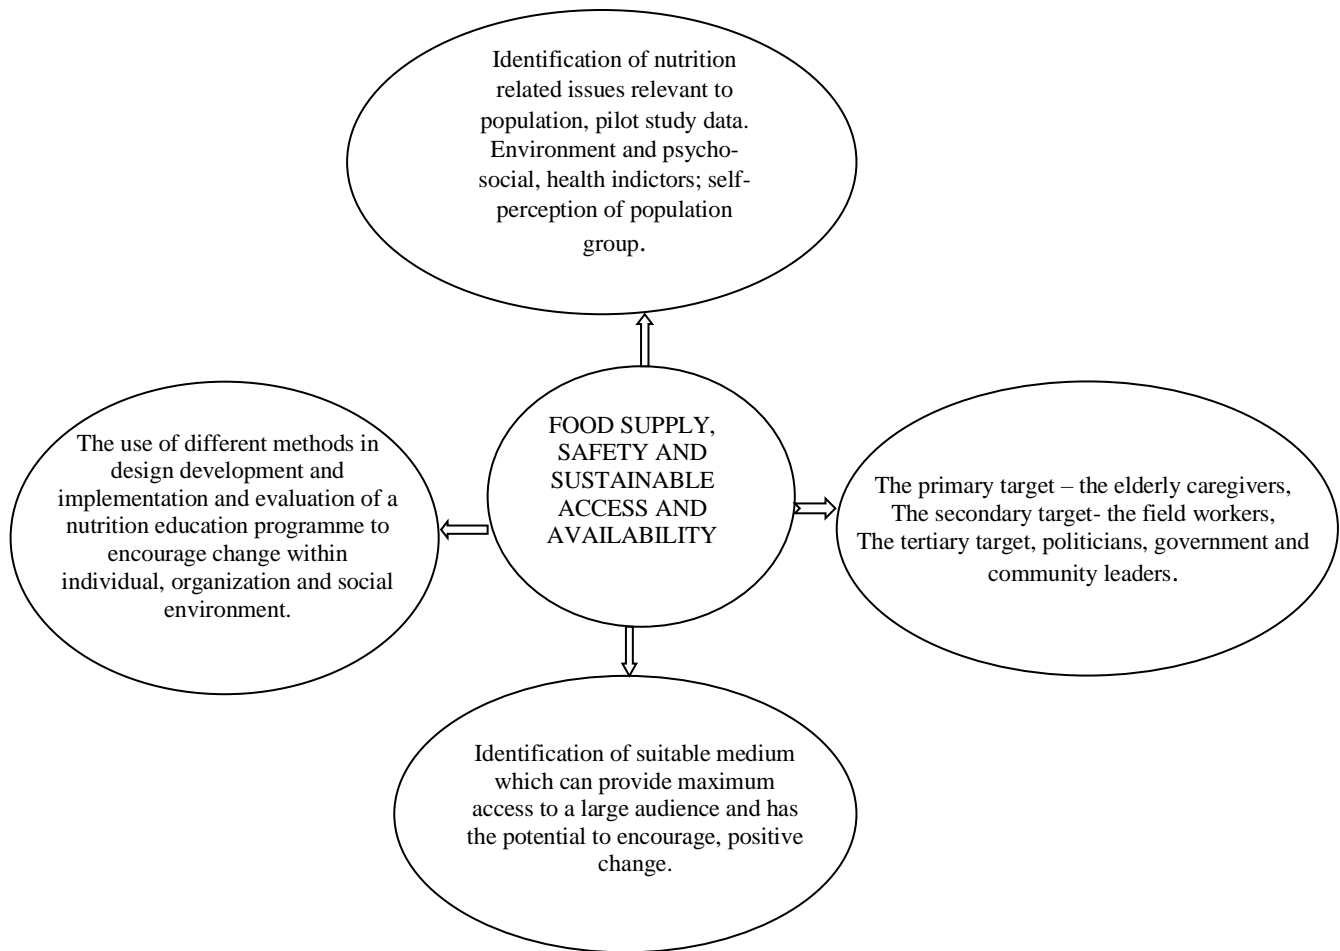 Identification of nutrition
related issues relevant to
population, pilot study data.
Environment and psycho-
social, health indictors; self-
perception of population
group.
FOOD SUPPLY,
SAFETY AND
SUSTAINABLE
ACCESS AND
AVAILABILITY
The use of different methods in
design development and
implementation and evaluation of a
nutrition education programme to
encourage change within
individual, organization and social
environment.
The primary target – the elderly caregivers,
The secondary target- the field workers,
The tertiary target, politicians, government and
community leaders.
Identification of suitable medium
which can provide maximum
access to a large audience and has
the potential to encourage, positive
change.